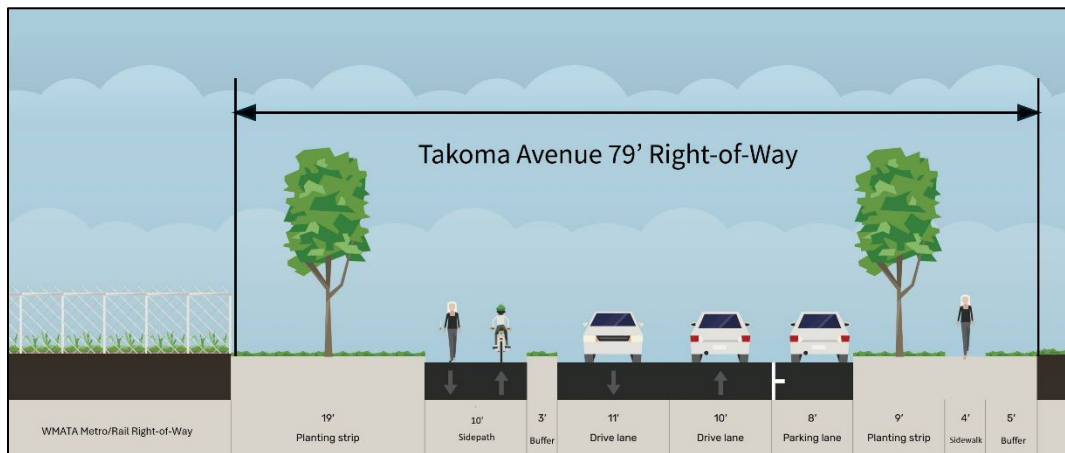 Takoma Avenue 79’ Right-of-Way
WMATA Metro/Rail Right-of-Way
19’
Planting strip
10’
Sidepath
3’
Buffer
11’
Drive lane
10’
Drive lane
8’
Parking lane
9’
Planting strip
4’
Sidewalk
5’
Buffer